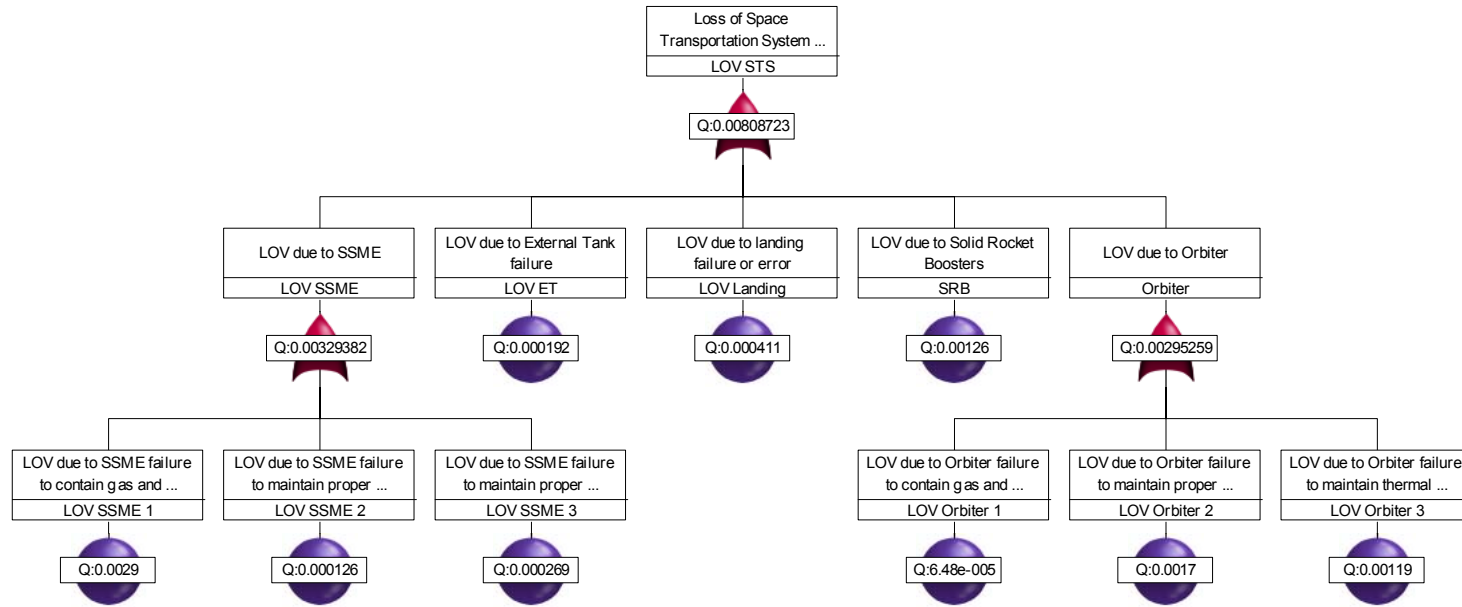 Loss of Space
Transportation System ...
LOV STS
Q:0.00808723
LOV due to SSME
LOV SSME
Q:0.00329382
LOV due to External Tank
failure
LOV ET
Q:0.000192
LOV due to landing
failure or error
LOV Landing
Q:0.000411
LOV due to Solid Rocket
Boosters
SRB
Q:0.00126
LOV due to Orbiter
Orbiter
Q:0.00295259
LOV due to SSME failure
to contain gas and ...
LOV SSME 1
Q:0.0029
LOV due to SSME failure
to maintain proper ...
LOV SSME 2
Q:0.000126
LOV due to SSME failure
to maintain proper ...
LOV SSME 3
Q:0.000269
LOV due to Orbiter failure
to contain gas and ...
LOV Orbiter 1
Q:6.48e-005
LOV due to Orbiter failure
to maintain proper ...
LOV Orbiter 2
Q:0.0017
LOV due to Orbiter failure
to maintain thermal ...
LOV Orbiter 3
Q:0.00119